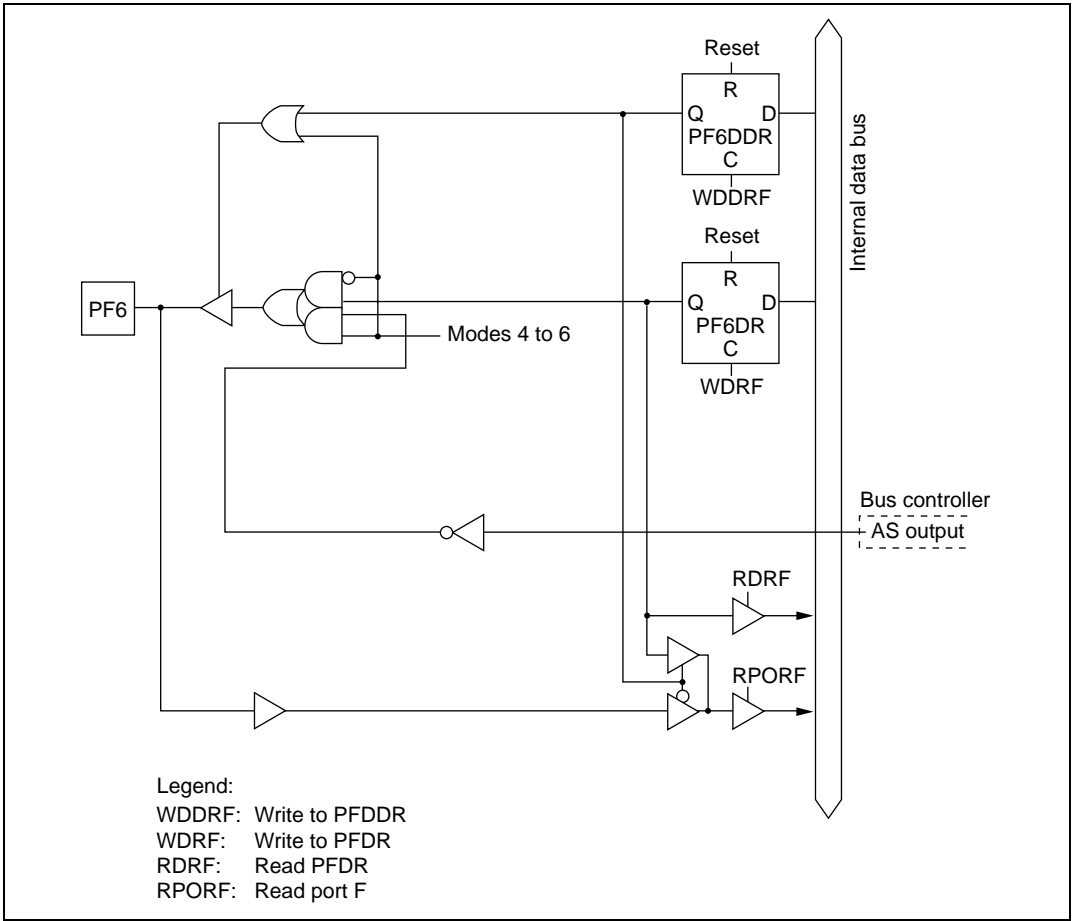 Reset
R
Q D
PF6DDR
C
WDDRF
Internal data bus
Reset
R
Q D
PF6DR
C
WDRF
PF6
Modes 4 to 6
Bus controller
AS output
RDRF
RPORF
Legend:
WDDRF: Write to PFDDR
WDRF: Write to PFDR
RDRF: Read PFDR
RPORF: Read port F